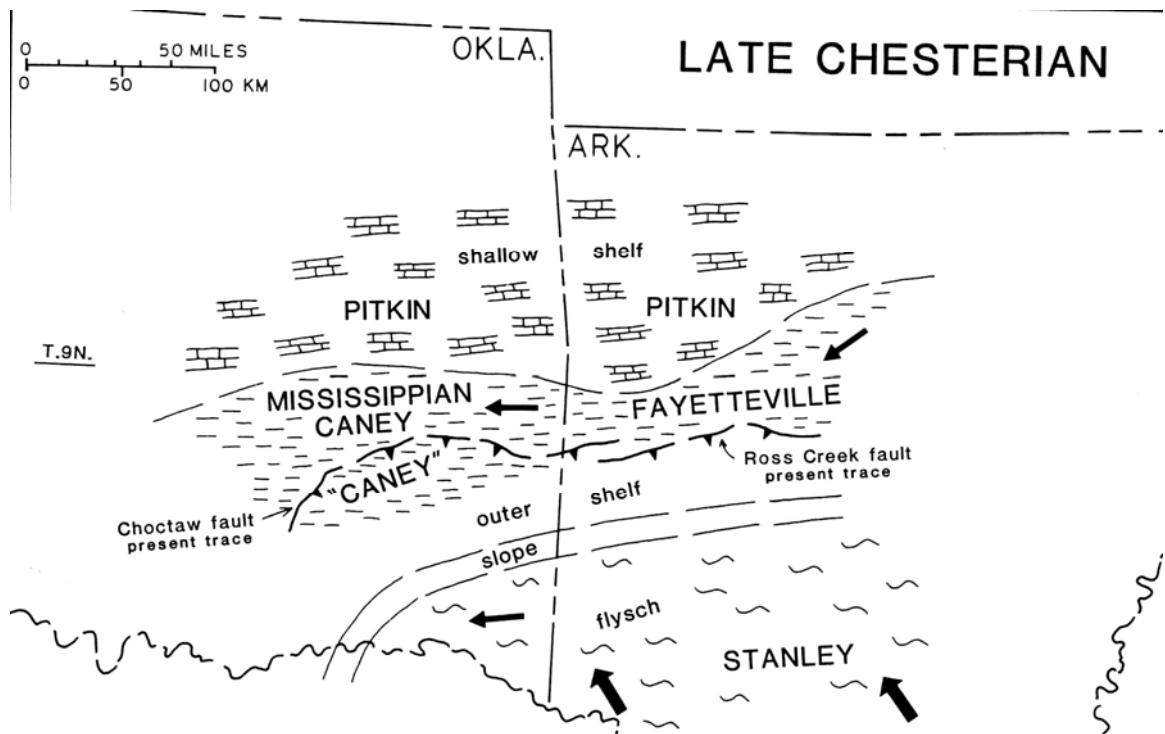 LATE CHESTERIAN
OKLA.
0 50 MILES
0 50 100 KM
ARK.
shallow shelf
PITKIN PITKIN
T.9N.
MISSISSIPPIAN
CANEY
FAYETTEVILLE
"CANEY"
Ross Creek fault
present trace
Choctaw fault
present trace
outer shelf
slope
flysch
STANLEY